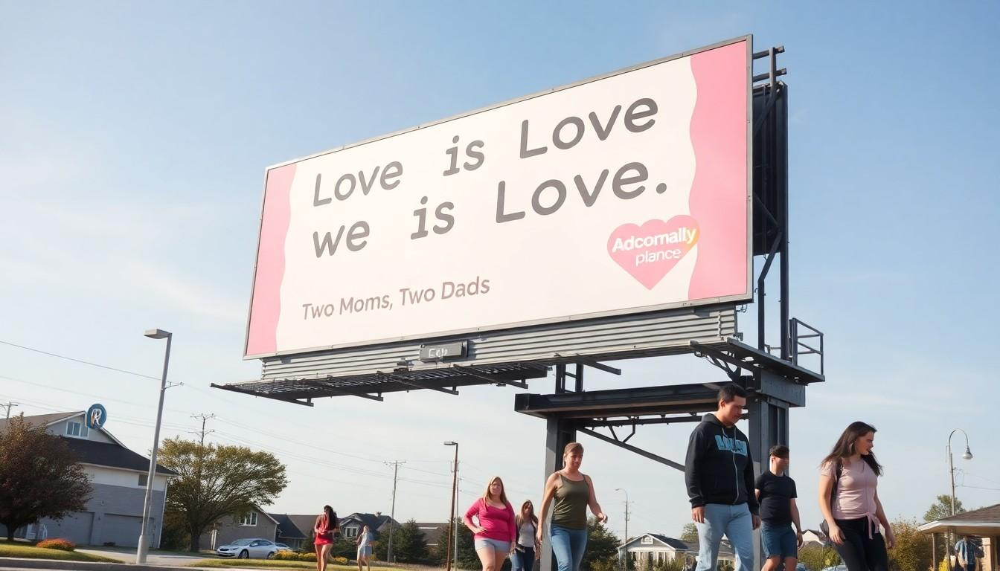 Love is Love
we is Love.
Adcomally
plance
Two Moms, Two Dads
R